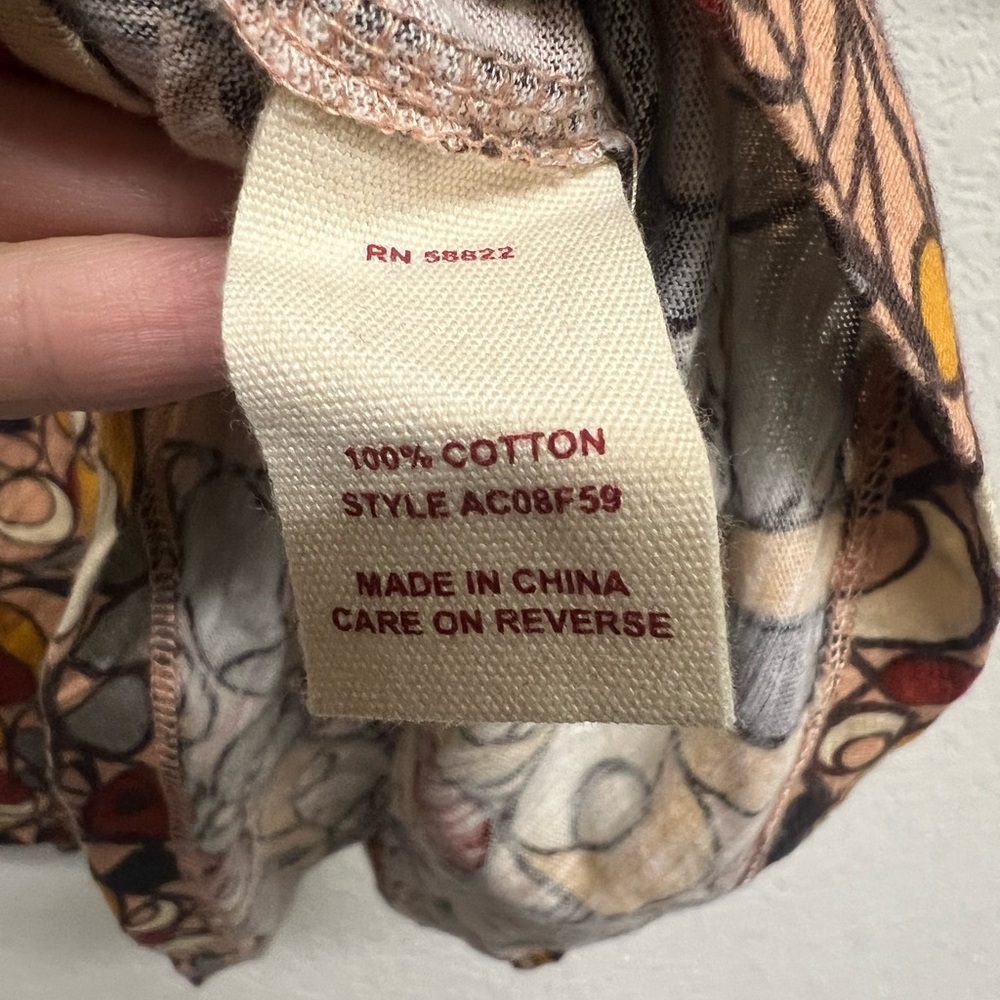 RN 58822
100% COTTON
STYLE AC08F59
MADE IN CHINA
CARE ON REVERSE